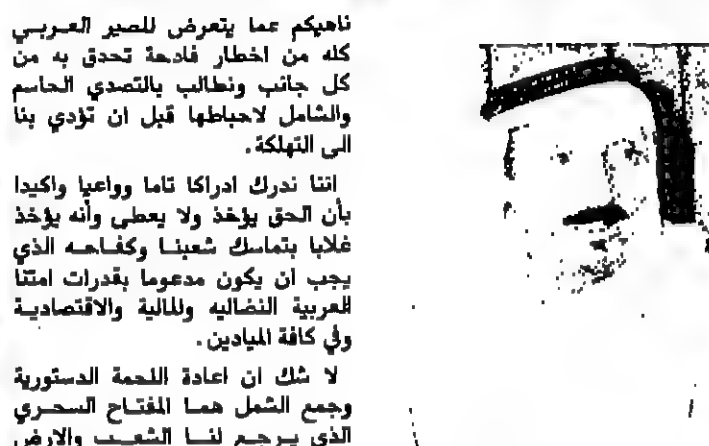 ناهيكم عما يتعرض للصير العربي
كله من اخطار فادحة تحدق به من
كل جانب ونطالب بالتصدي الحاسم
والشامل لاحباطها قبل ان تؤدي بنا
الى التهلكة .
اننا ندرك ادراكا تاما وواعيا واكيدا
بأن الحق يؤخذ ولا يعطى وأنه يؤخذ
غلابا بتماسك شعبنا وكفاحه الذي
يجب ان يكون مدعوما بقدرات امتنا
العربية النضاليه والمالية والاقتصادية
وفي كافة الميادين .
لا شك ان اعادة اللحمة الدستورية
وجمع الشمل هما المفتاح السحري
الذي يرجع لنا الشعب والارض